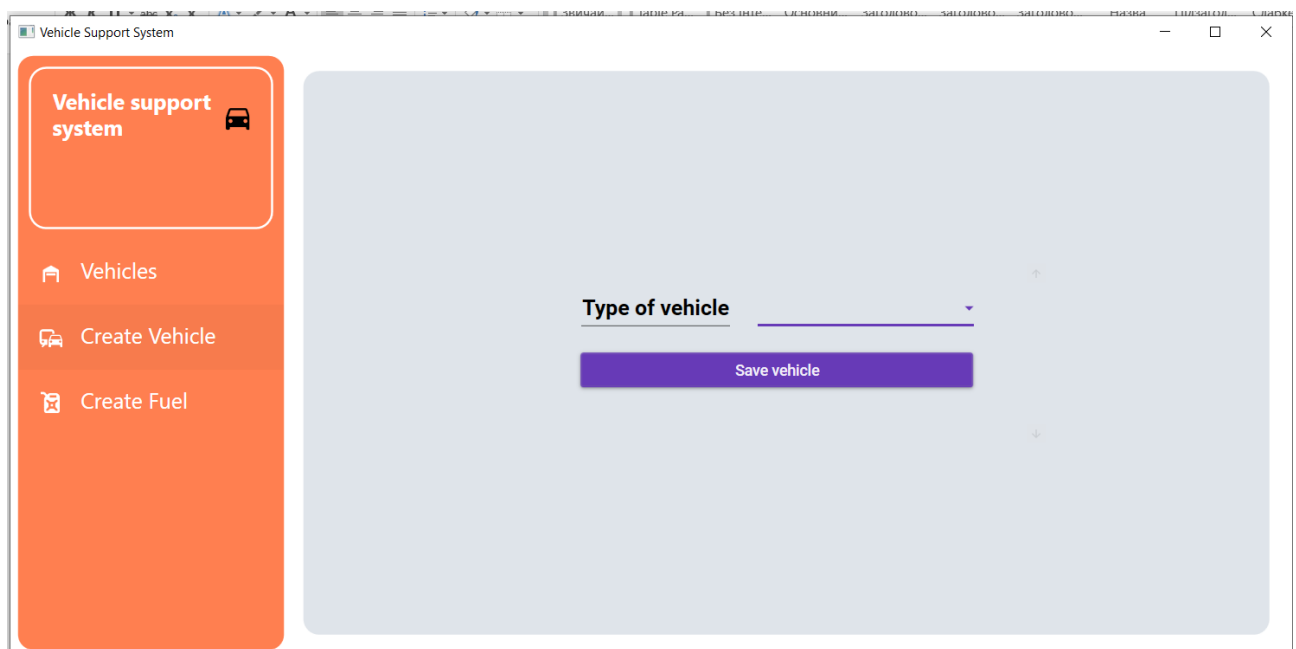 Vehicle Support System
Vehicle support
system
Vehicles
Create Vehicle
Create Fuel
Type of vehicle
Save vehicle